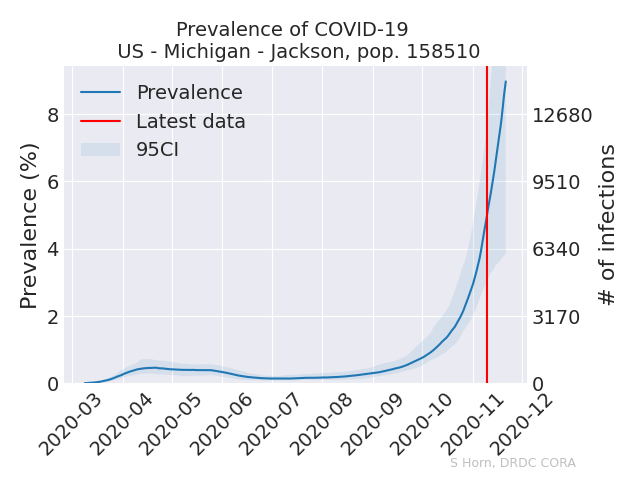 Prevalence of COVID-19
US - Michigan - Jackson, pop. 158510
Prevalence
Latest data
95CI
Prevalence (%)
8
6
4
2
0
12680
9510
6340
3170
0
# of infections
2020-03
2020-04
2020-05
2020-06
2020-07
2020-08
2020-09
2020-10
2020-11
2020-12
S Horn, DRDC CORA